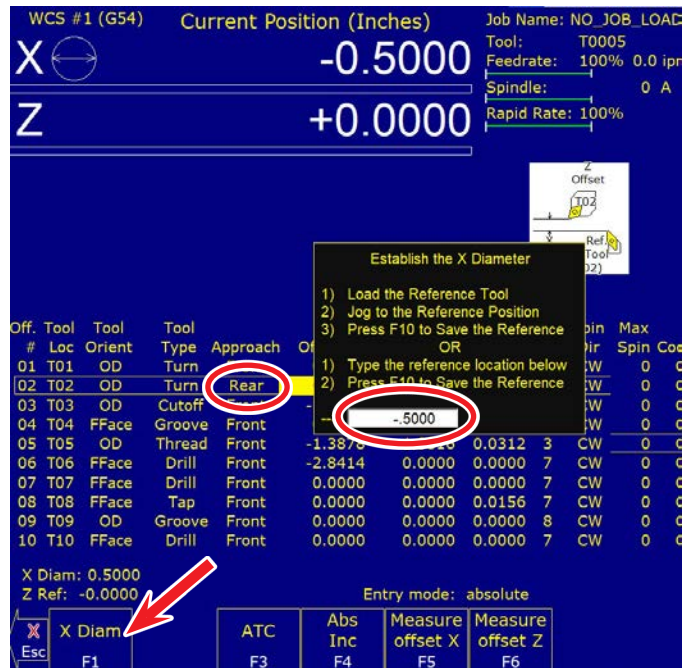 WCS #1 (G54) Current Position (Inches) Job Name: NO_JOB_LOAD
X -0.5000
Tool: T0005
Feedrate: 100% 0.0 ipr
Spindle: 0 A
Z +0.0000
Rapid Rate: 100%
Z
Offset
T02
Ref.
Tool
02)
Establish the X Diameter
1) Load the Reference Tool
2) Jog to the Reference Position
3) Press F10 to Save the Reference
OR
1) Type the reference location below
2) Press F10 to Save the Reference
-.5000
Off. Tool Tool Tool Max
# Loc Orient Type Approach Spin
01 T01 OD Turn 0
02 T02 OD Turn Rear 0
03 T03 OD Cutoff 0
04 T04 FFace Groove Front CW 0
05 T05 OD Thread Front -1.3878 0.0312 3 CW 0
06 T06 FFace Drill Front -2.8414 0.0000 0.0000 7 CW 0
07 T07 FFace Drill Front 0.0000 0.0000 0.0000 7 CW 0
08 T08 FFace Tap Front 0.0000 0.0000 0.0156 7 CW 0
09 T09 OD Groove Front 0.0000 0.0000 0.0000 8 CW 0
10 T10 FFace Drill Front 0.0000 0.0000 0.0000 7 CW 0
X Diam: 0.5000
Z Ref: -0.0000 Entry mode: absolute
X Esc
X Diam F1
ATC F3
Abs Inc F4
Measure offset X F5
Measure offset Z F6